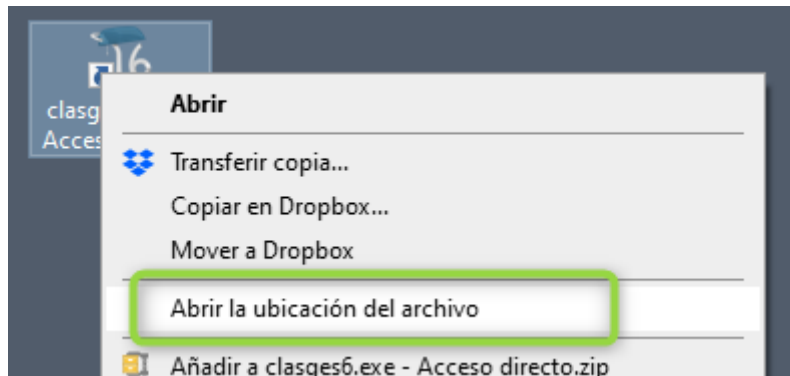 16
clasg
Acces
Abrir
Transferir copia...
Copiar en Dropbox...
Mover a Dropbox
Abrir la ubicación del archivo
Añadir a clasges6.exe - Acceso directo.zip